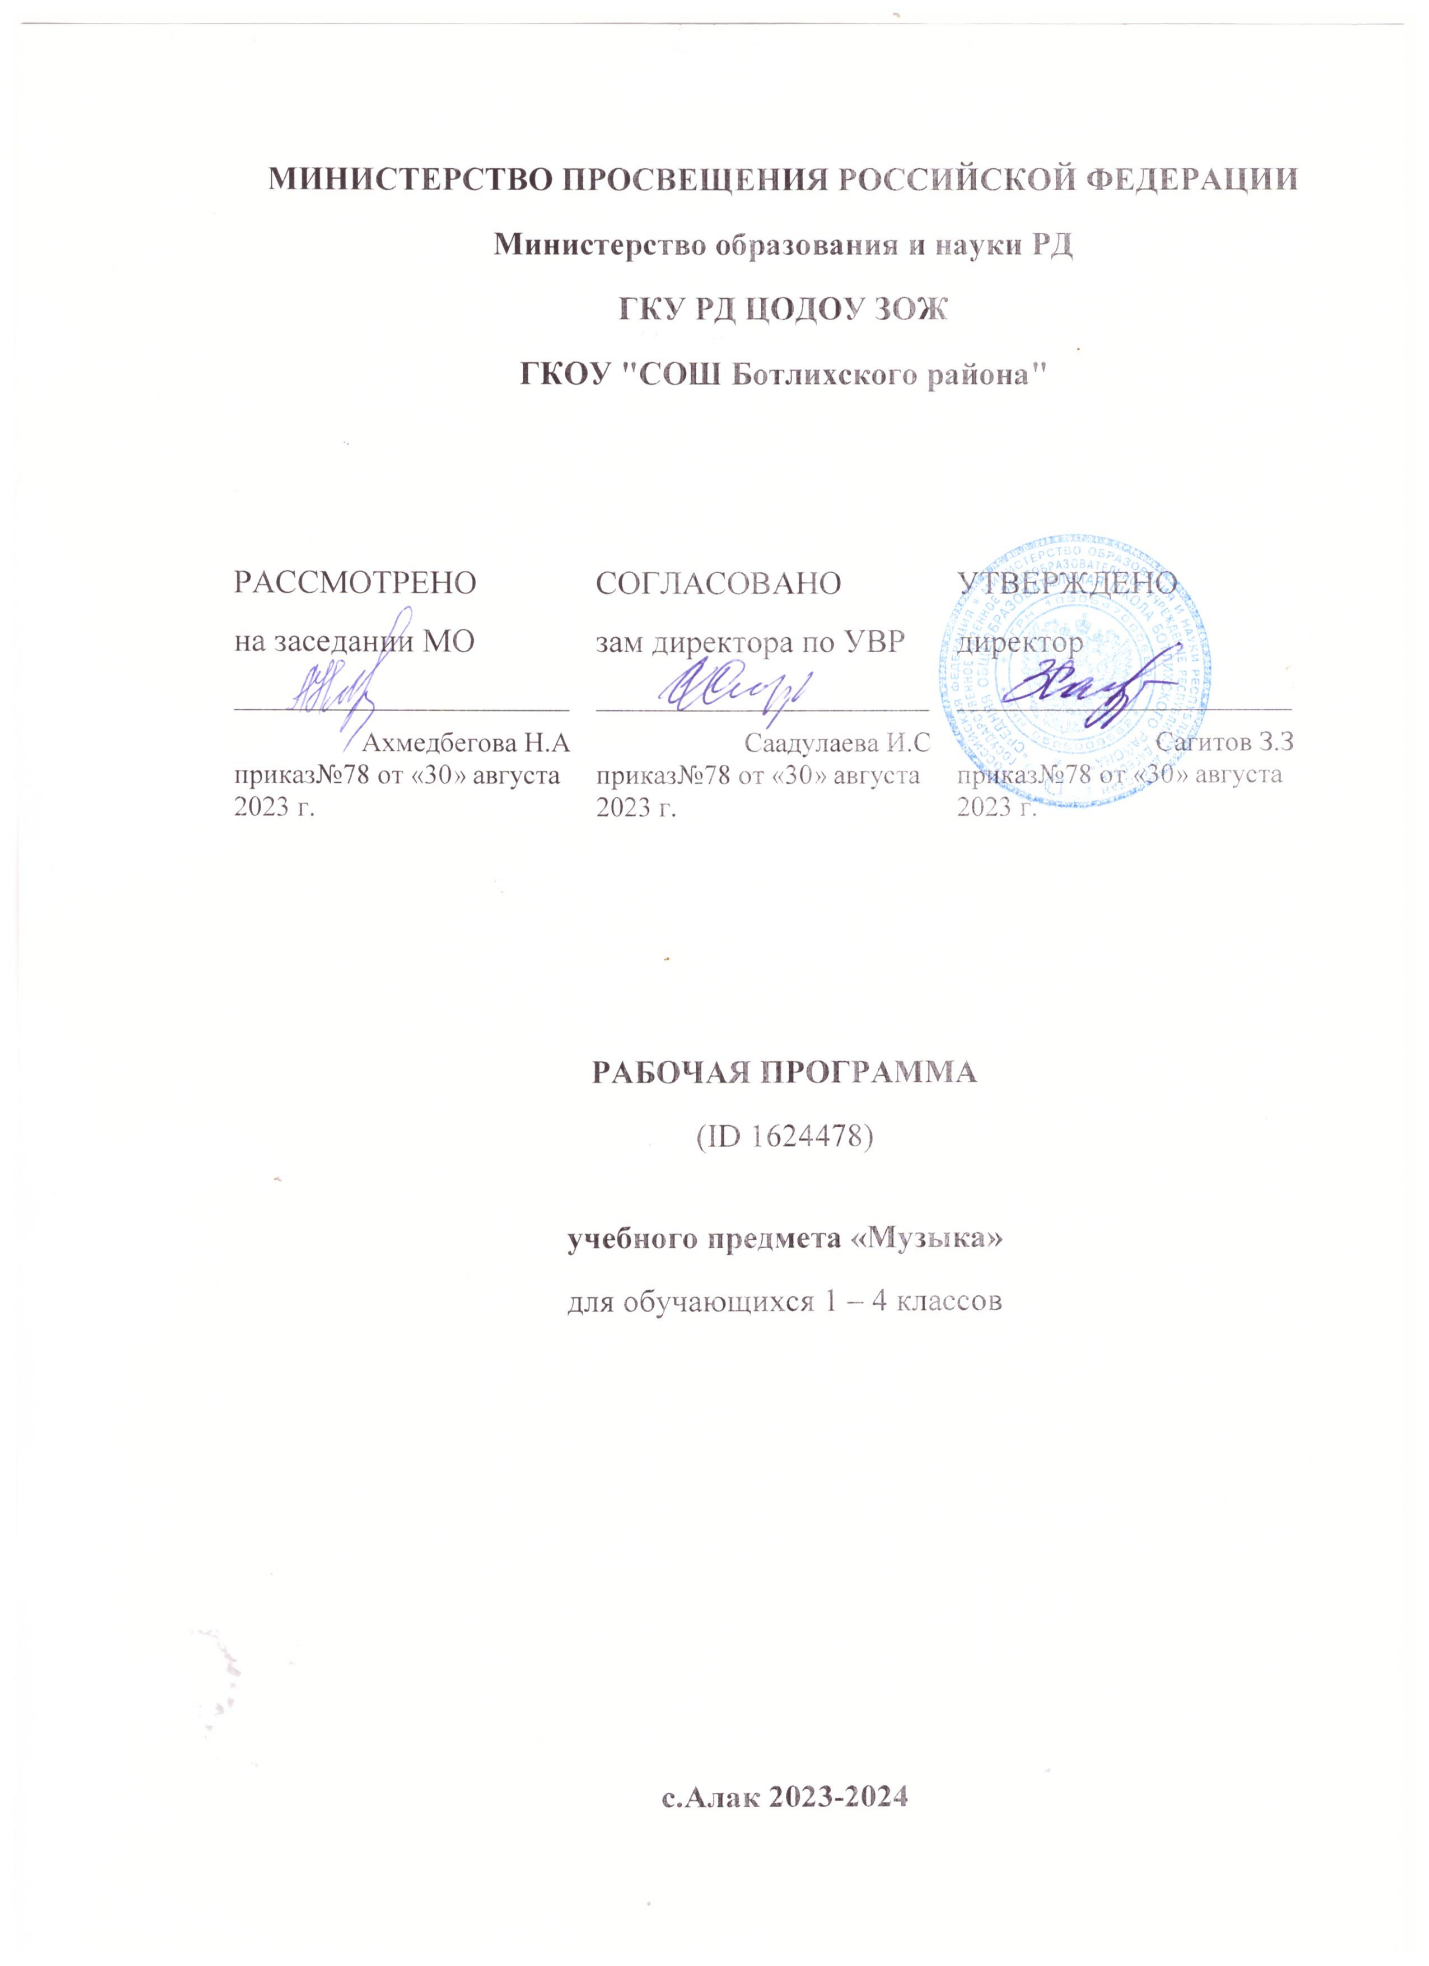 МИНИСТЕРСТВО ПРОСВЕЩЕНИЯ РОССИЙСКОЙ ФЕДЕРАЦИИ
Министерство образования и науки РД
ГКУ РД ЦОДОУ ЗОЖ
ГКОУ "СОШ Ботлихского района"
РАССМОТРЕНО
на заседании МО
Ахмедбегова Н.А
приказ№78 от «30» августа
2023 г.
СОГЛАСОВАНО
зам директора по УВР
Саадулаева И.С
приказ№78 от «30» августа
2023 г.
УТВЕРЖДЕНО
директор
Сагитов З.З
приказ№78 от «30» августа
2023 г.
РАБОЧАЯ ПРОГРАММА
(ID 1624478)
учебного предмета «Музыка»
для обучающихся 1 – 4 классов
с.Алак 2023-2024